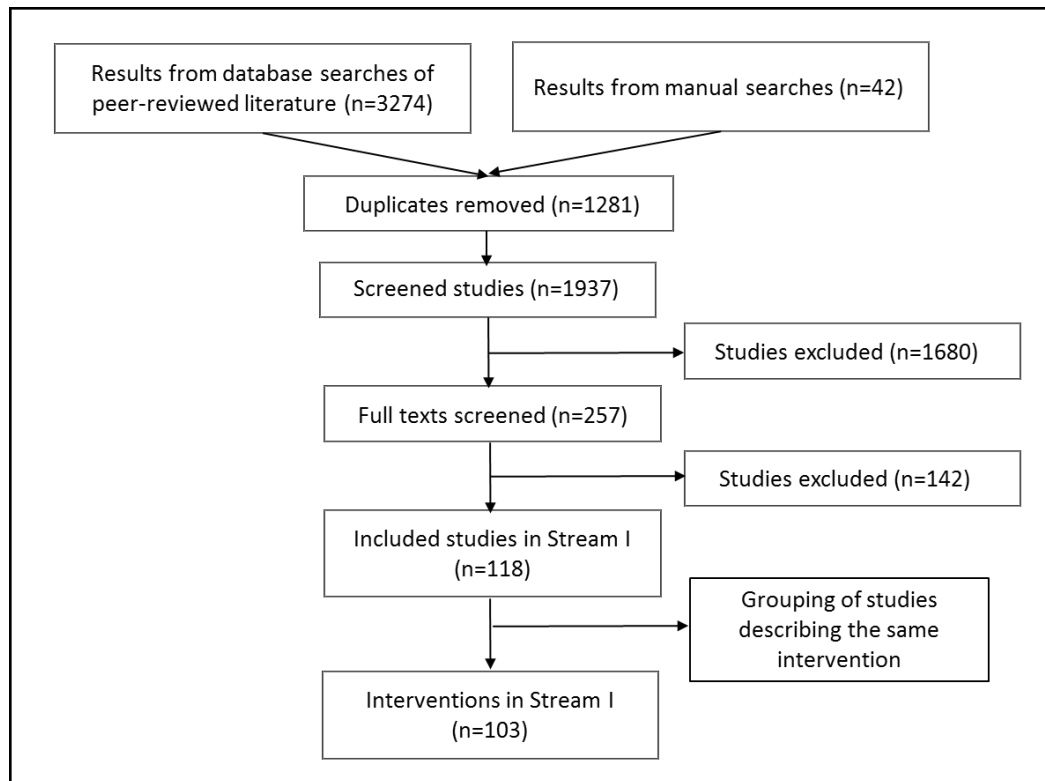 Results from database searches of
peer-reviewed literature (n=3274)
Results from manual searches (n=42)
Duplicates removed (n=1281)
Screened studies (n=1937)
Studies excluded (n=1680)
Full texts screened (n=257)
Studies excluded (n=142)
Included studies in Stream I
(n=118)
Grouping of studies
describing the same
intervention
Interventions in Stream I
(n=103)